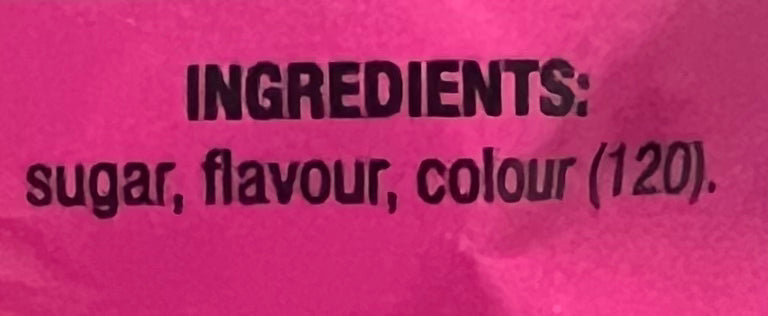 INGREDIENTS:
sugar, flavour, colour (120).